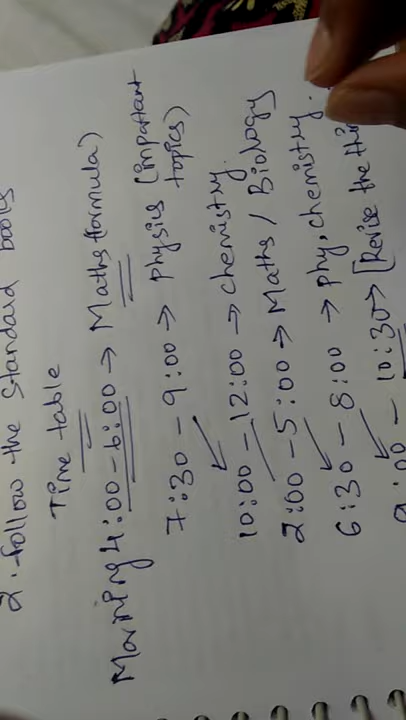 2. Follow the standard books
Time table
Morning 4:00-6:00 → Maths (formula)
7:30 - 9:00 → Physics (important
topics)
10:00 - 12:00 → chemistry.
2:00 - 5:00 → Maths / Biology
6:30 - 8:00 → phy, chemistry.
9:00 - 10:30 → [Revise the